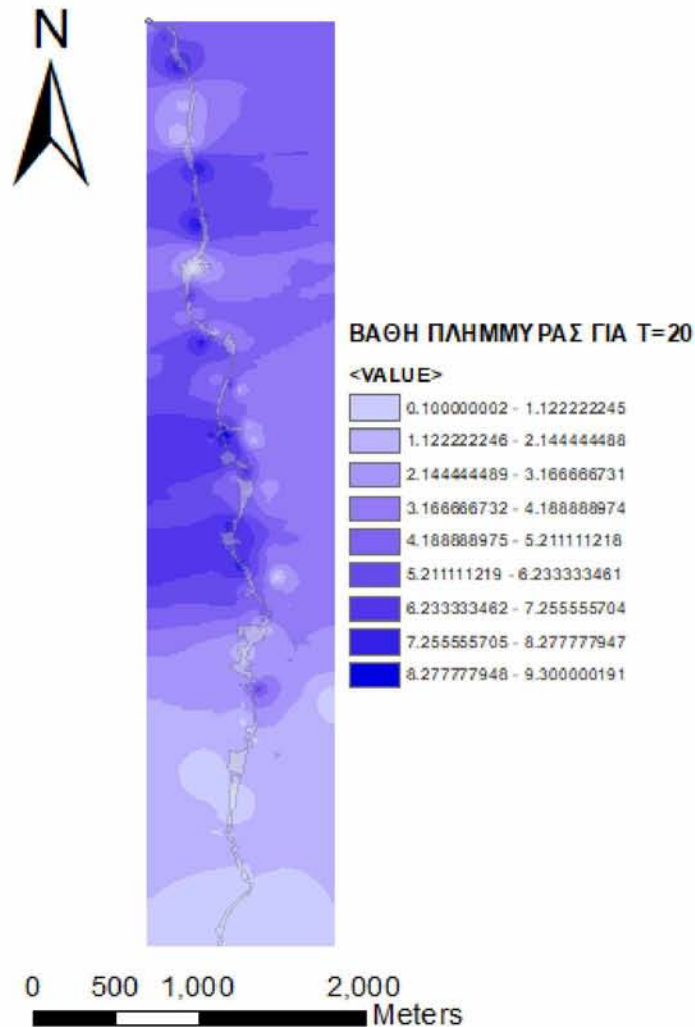 N
ΒΑΘΗ ΠΛΗΜΜΥΡΑΣ ΓΙΑ Τ=20
<VALUE>
0.100000002 - 1.122222245
1.122222246 - 2.144444488
2.144444489 - 3.166666731
3.166666732 - 4.188888974
4.188888975 - 5.211111218
5.211111219 - 6.233333461
6.233333462 - 7.255555704
7.255555705 - 8.277777947
8.277777948 - 9.300000191
0 500 1,000 2,000
Meters